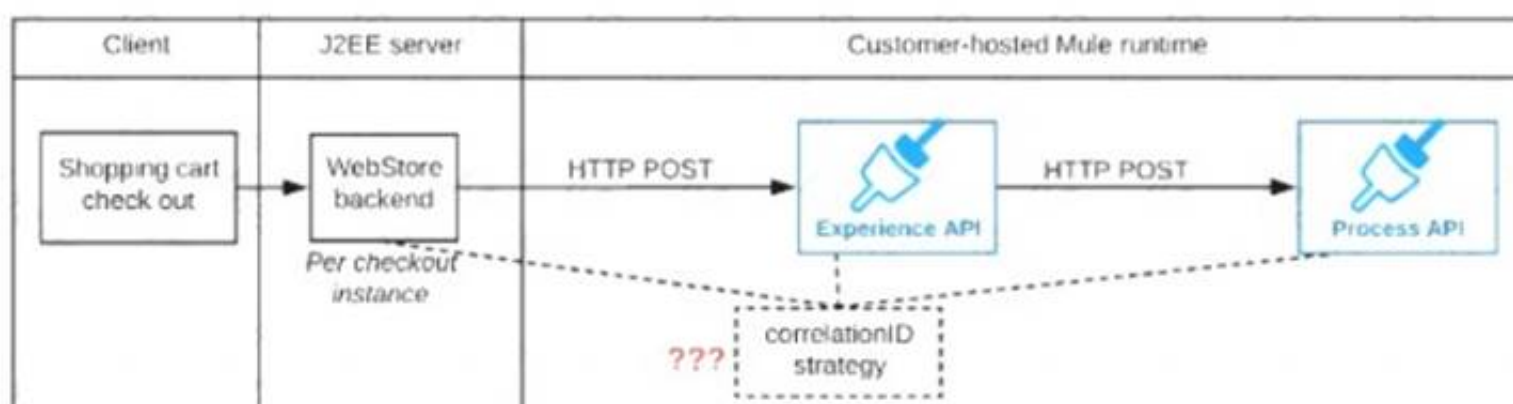 Client
J2EE server
Customer-hosted Mule runtime
Shopping cart
check out
WebStore
backend
HTTP POST
HTTP POST
Experience API
Process API
Per checkout
instance
???
correlationID
strategy